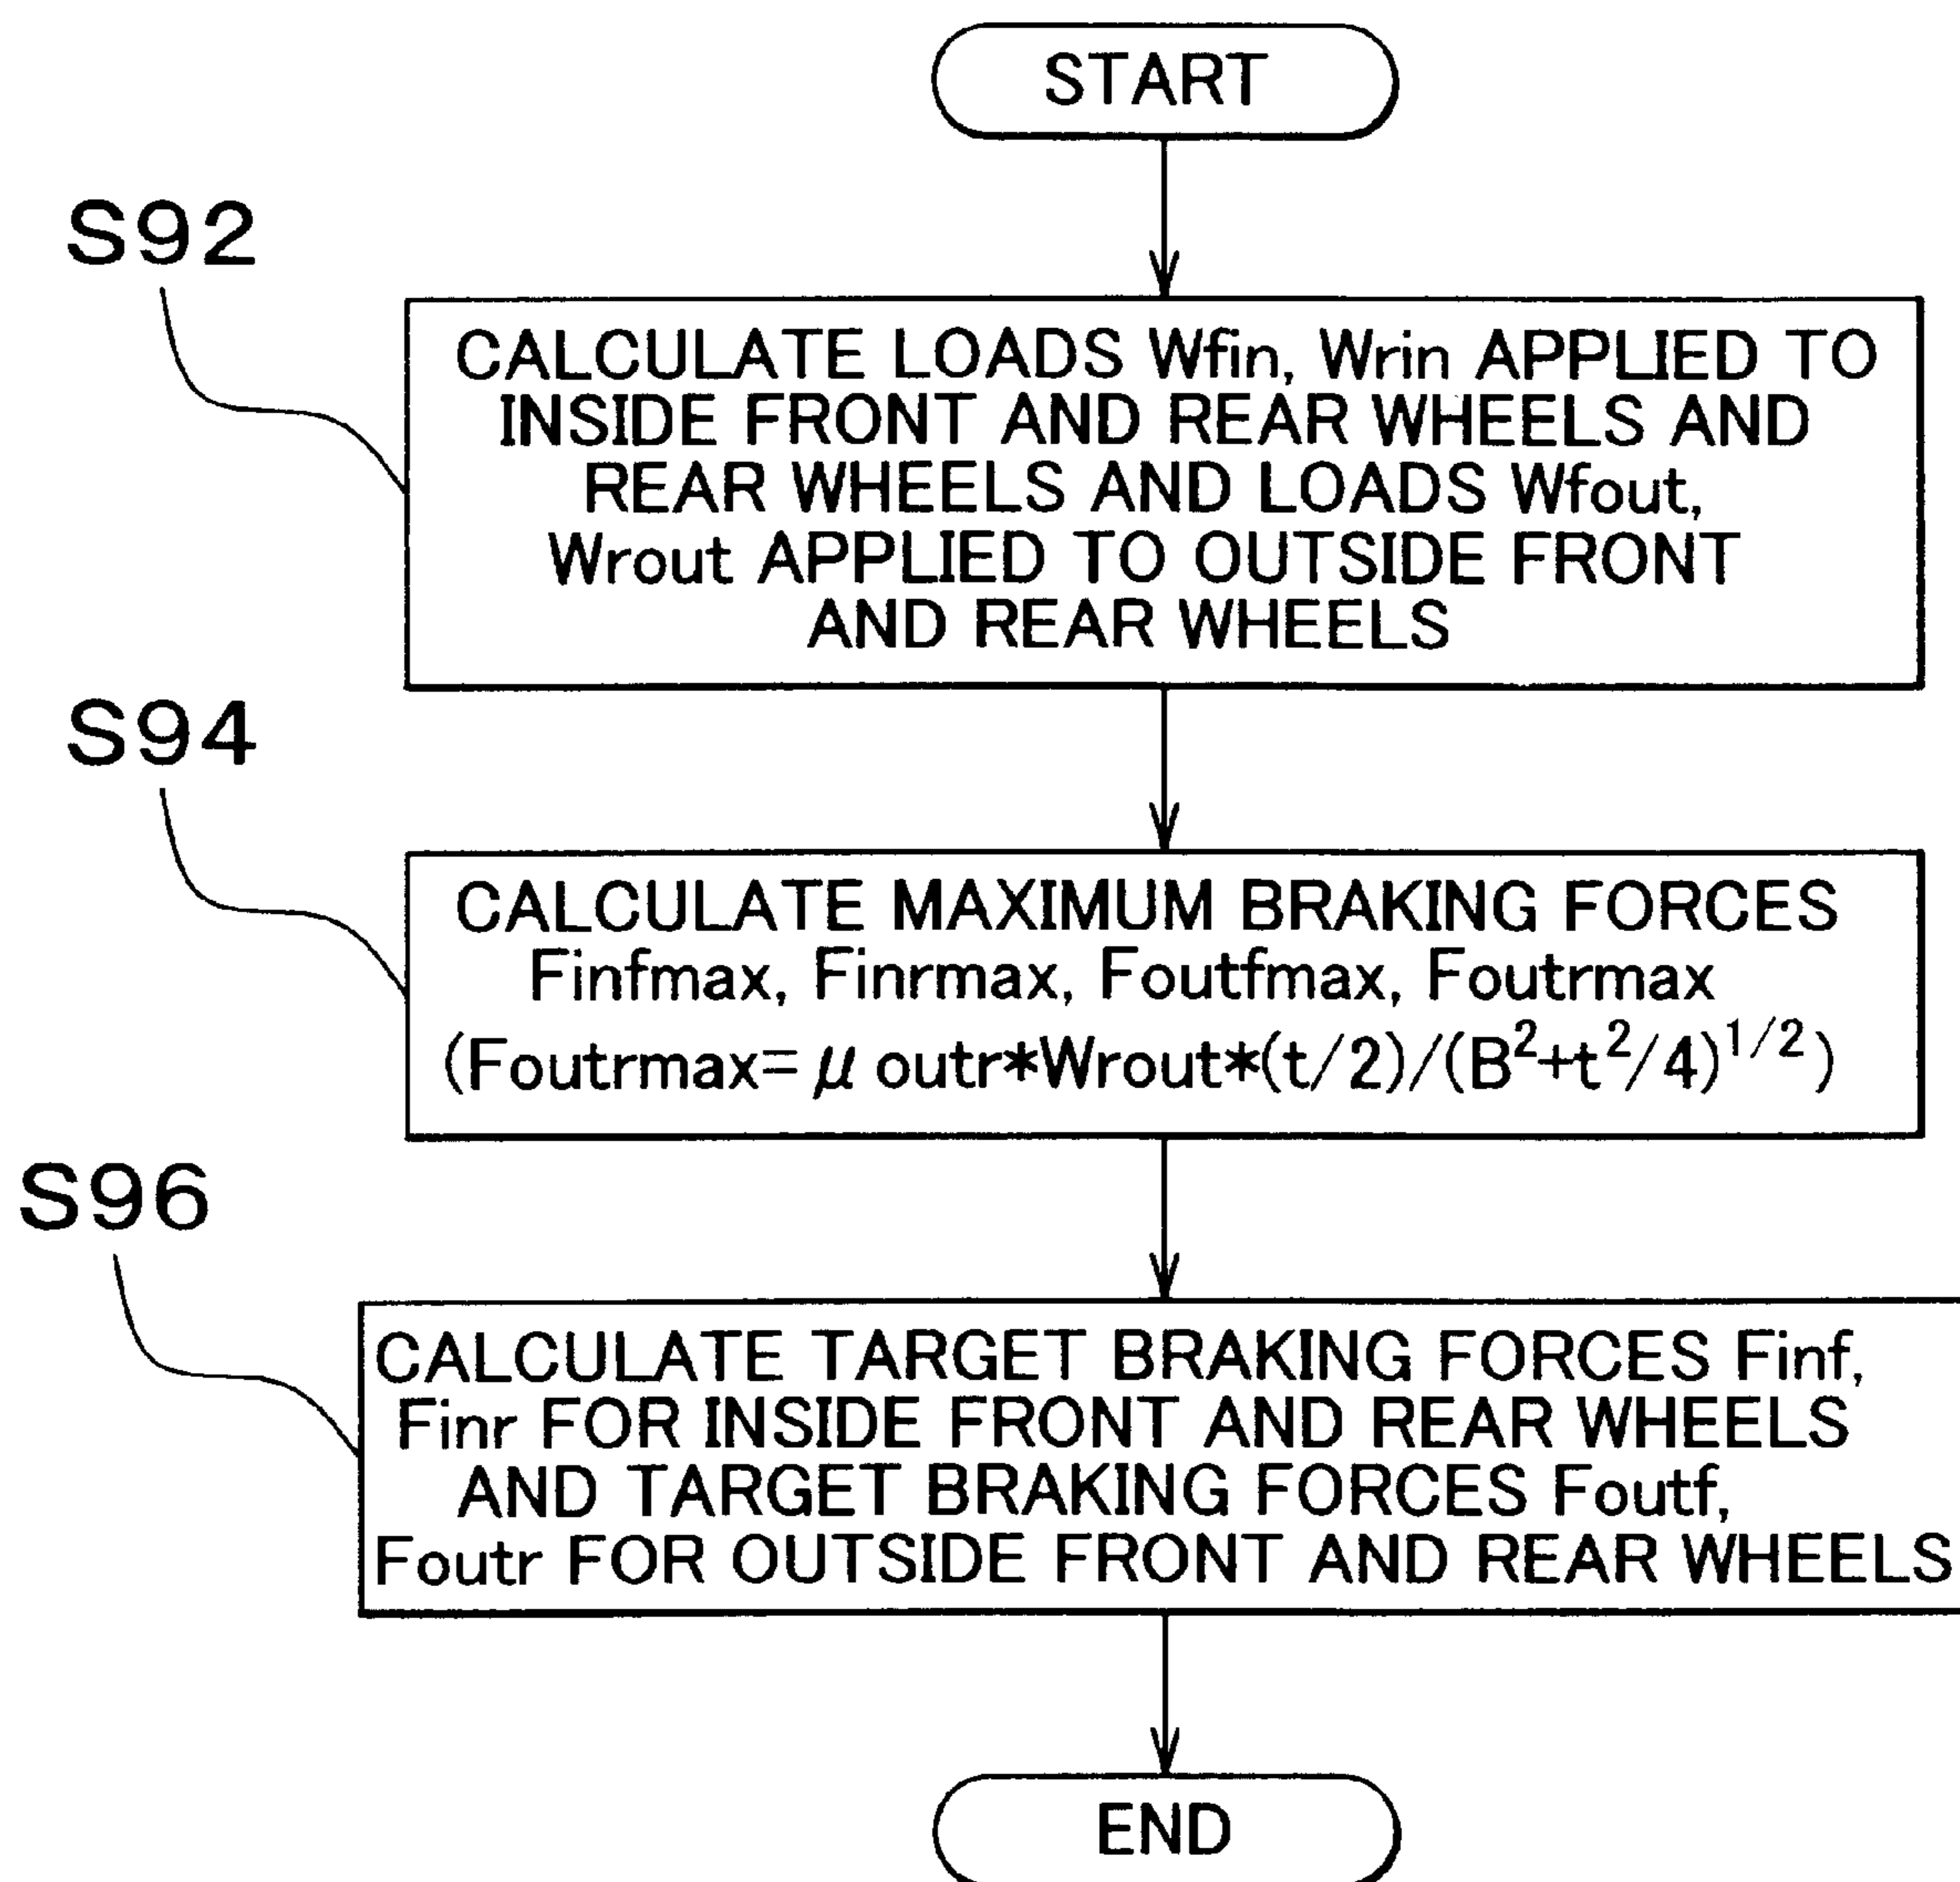 START
S92
CALCULATE LOADS Wfin, Wrin APPLIED TO
INSIDE FRONT AND REAR WHEELS AND
REAR WHEELS AND LOADS Wfout,
Wrout APPLIED TO OUTSIDE FRONT
AND REAR WHEELS
S94
CALCULATE MAXIMUM BRAKING FORCES
Finfmax, Finrmax, Foutfmax, Foutrmax
(Foutrmax=μ outr*Wrout*(t/2)/(B²+t²/4)^1/2)
S96
CALCULATE TARGET BRAKING FORCES Finf,
Finr FOR INSIDE FRONT AND REAR WHEELS
AND TARGET BRAKING FORCES Foutf,
Foutr FOR OUTSIDE FRONT AND REAR WHEELS
END